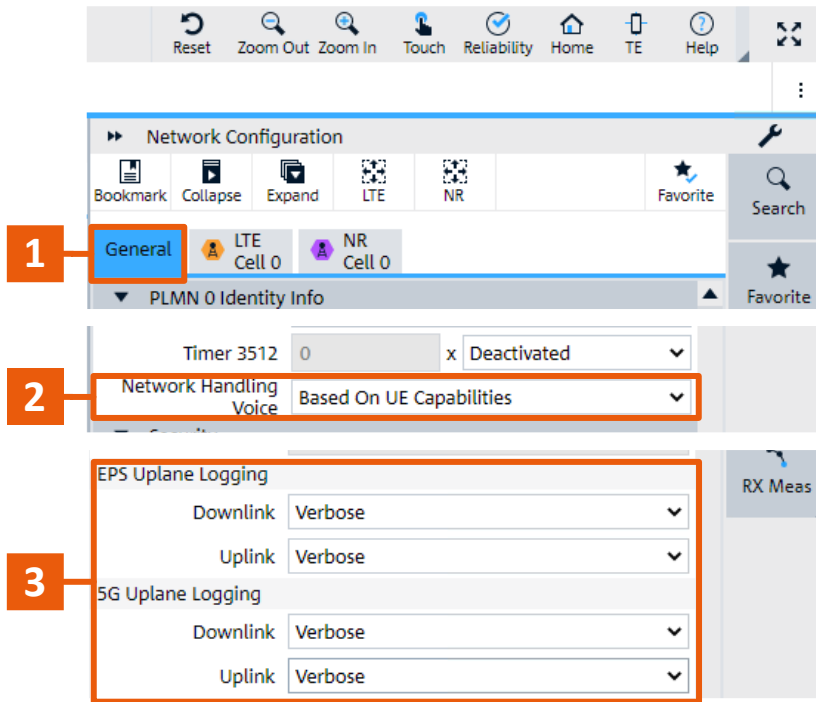 Reset Zoom Out Zoom In Touch Reliability Home TE Help
Network Configuration
Bookmark Collapse Expand LTE NR Favorite
Search
1
General
LTE
Cell 0
NR
Cell 0
PLMN 0 Identity Info
Favorite
Timer 3512 0 x Deactivated
2
Network Handling
Voice
Based On UE Capabilities
3
EPS Uplane Logging
RX Meas
Downlink Verbose
Uplink Verbose
5G Uplane Logging
Downlink Verbose
Uplink Verbose